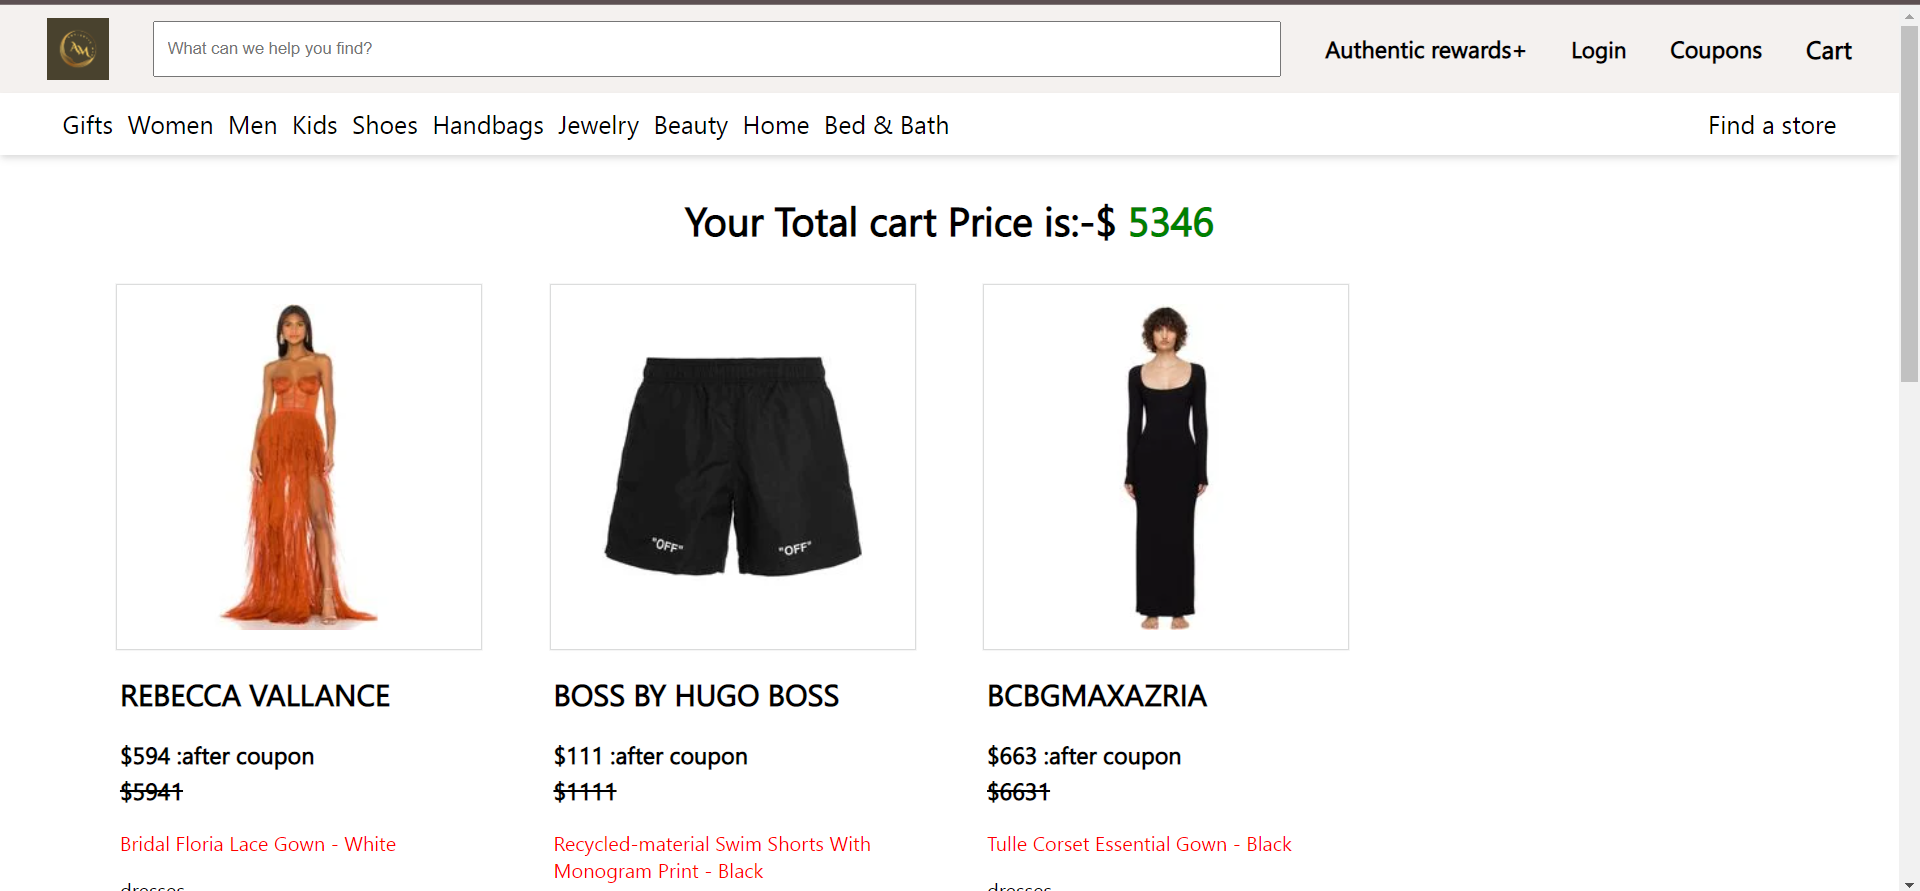 AM
What can we help you find?
Authentic rewards+ Login Coupons Cart
Gifts Women Men Kids Shoes Handbags Jewelry Beauty Home Bed & Bath Find a store
Your Total cart Price is:-$ 5346
"OFF" "OFF"
REBECCA VALLANCE
$594 :after coupon
$5941
Bridal Floria Lace Gown - White
dresses
BOSS BY HUGO BOSS
$111 :after coupon
$1111
Recycled-material Swim Shorts With
Monogram Print - Black
BCBGMAXAZRIA
$663 :after coupon
$6631
Tulle Corset Essential Gown - Black
dresses